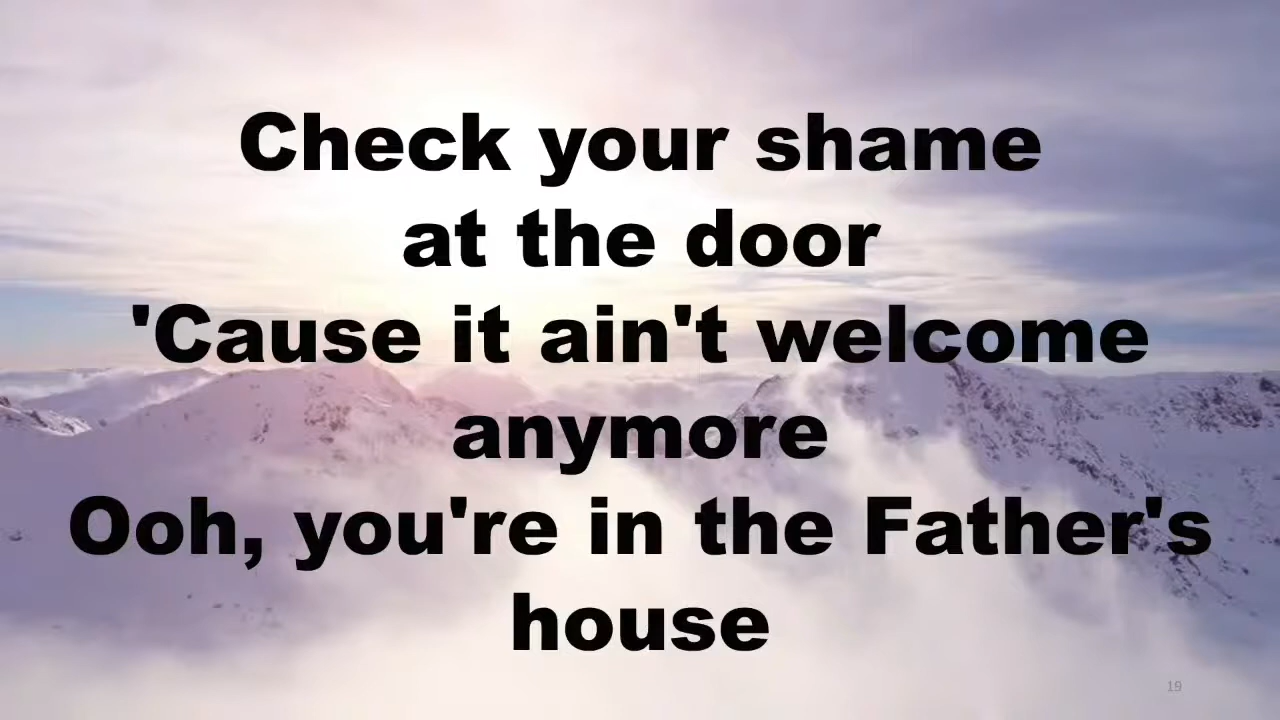 Check your shame
at the door
'Cause it ain't welcome
anymore
Ooh, you're in the Father's
house
19